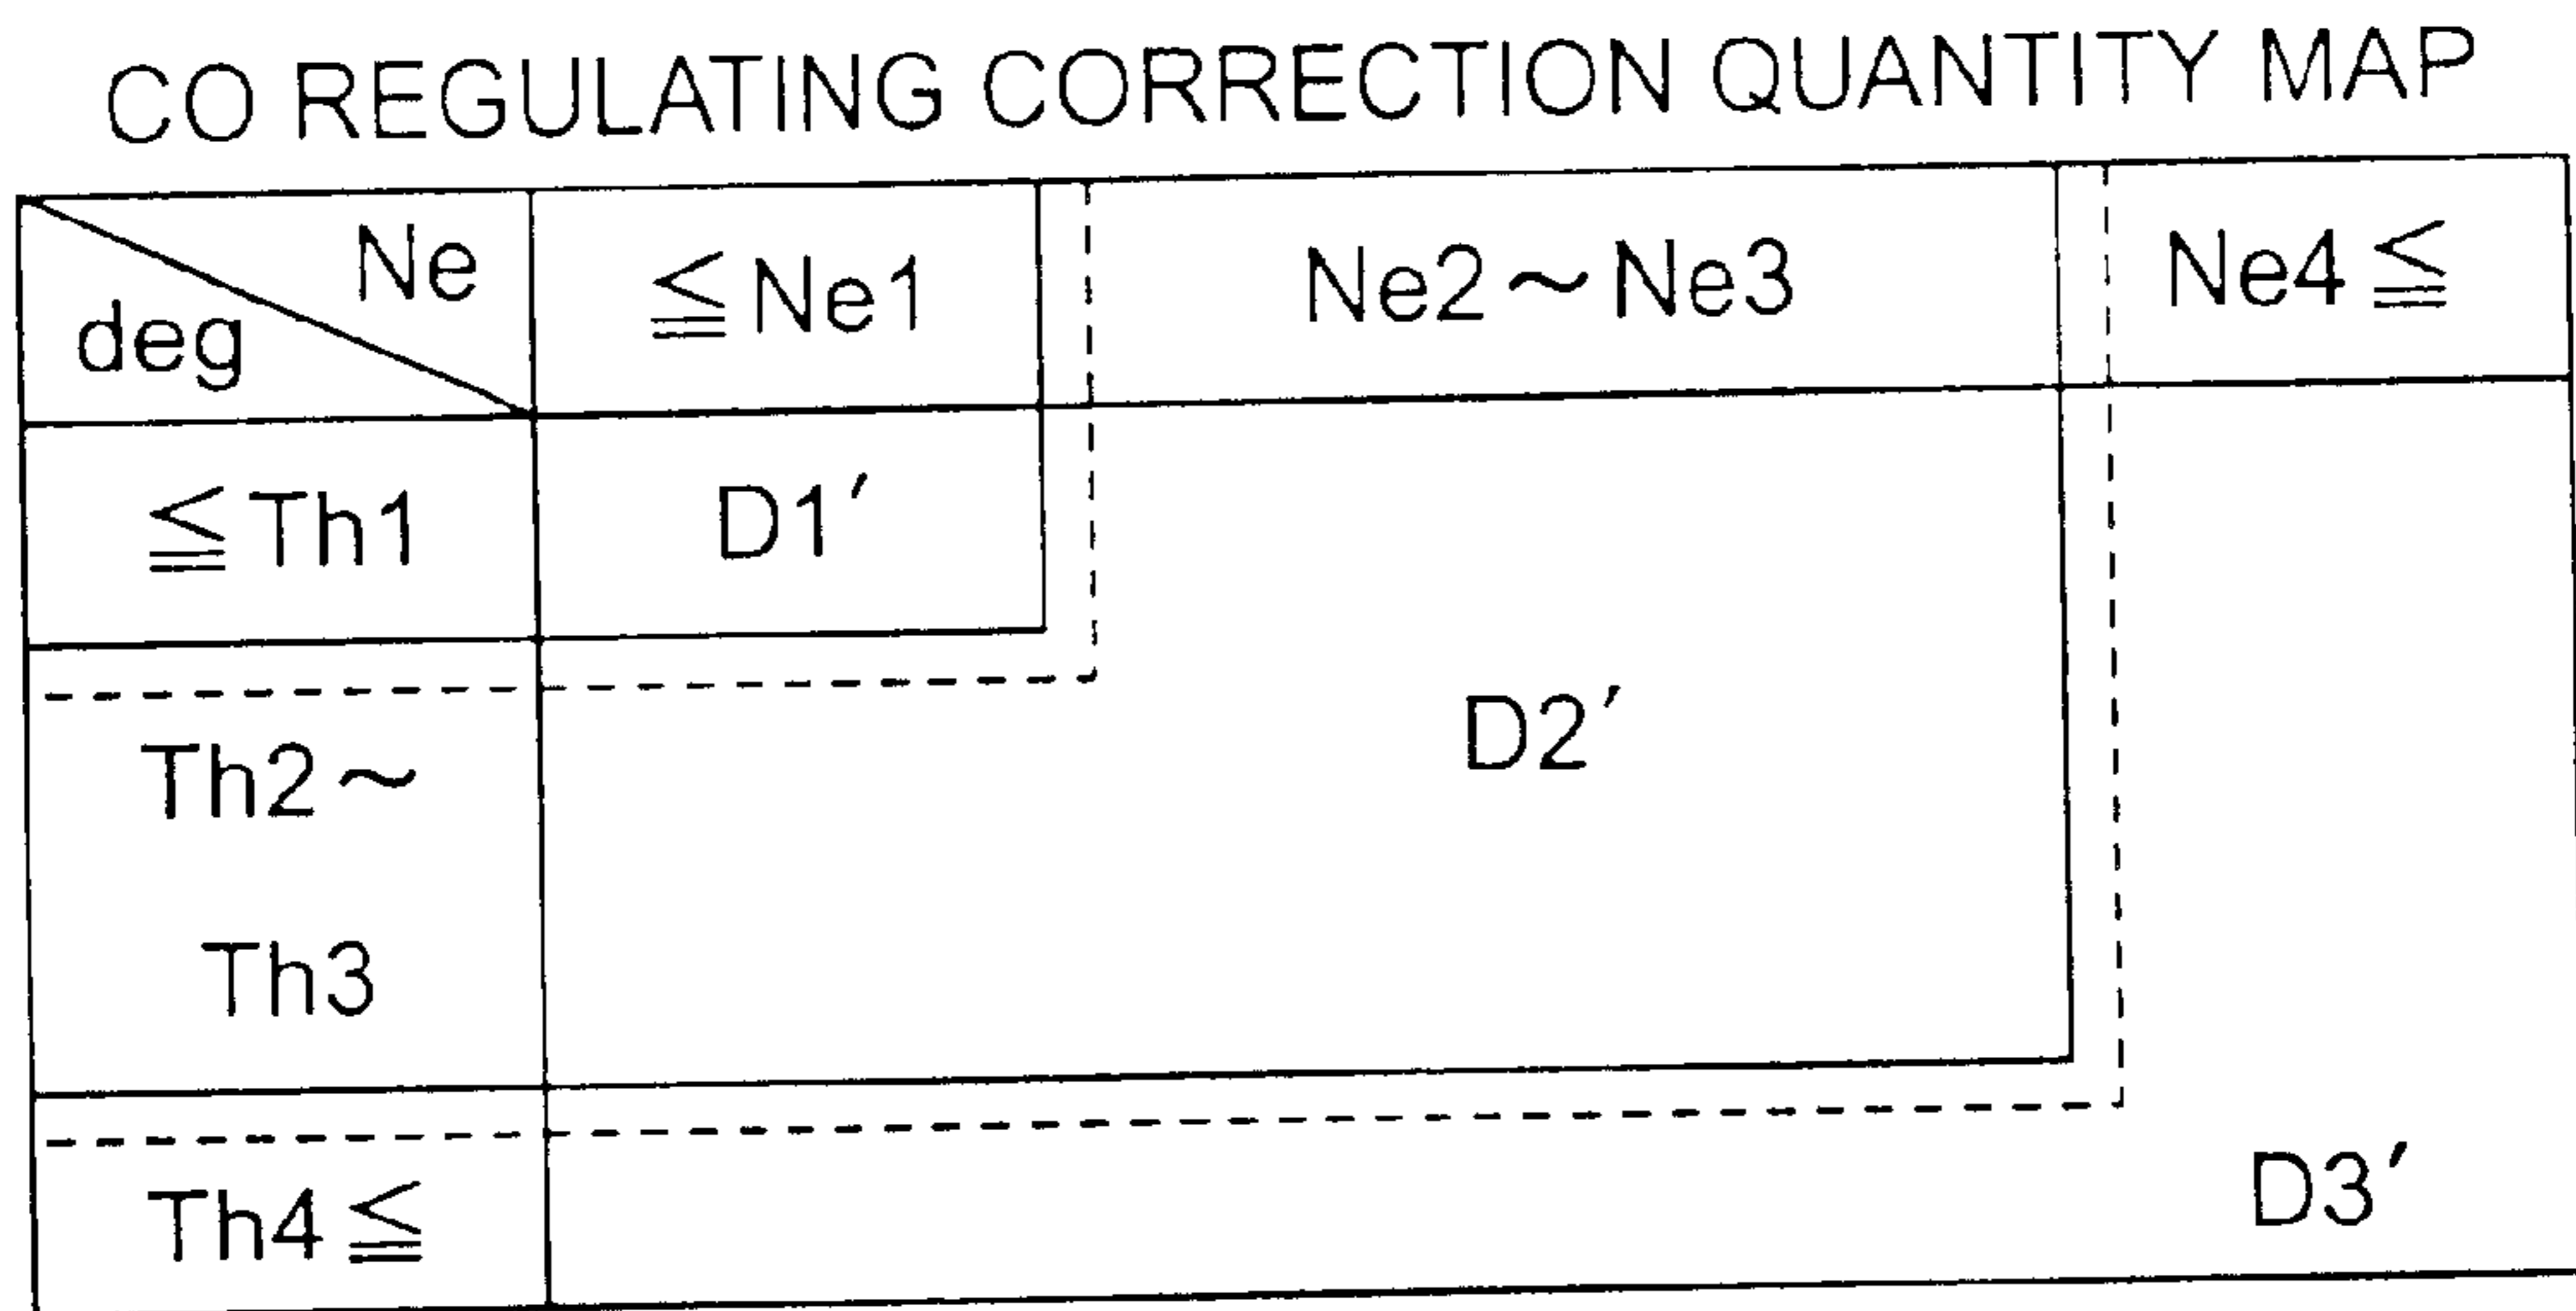 CO REGULATING CORRECTION QUANTITY MAP
Ne
deg
≦Ne1
Ne2~Ne3
Ne4≦
≦Th1
D1′
Th2~
Th3
D2′
Th4≦
D3′